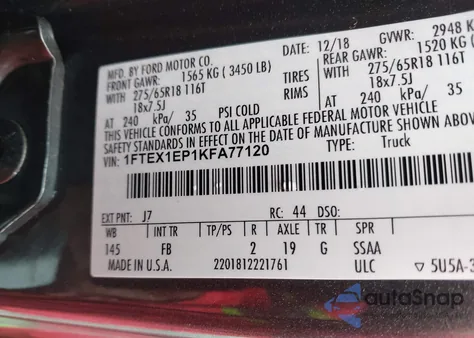 MFD. BY FORD MOTOR CO.
DATE: 12/18 GVWR: 2948 K
FRONT GAWR: 1565 KG ( 3450 LB) REAR GAWR: 1520 KG (
WITH 275/65R18 116T TIRES WITH 275/65R18 116T
18x7.5J RIMS 18x7.5J
AT 240 kPa/ 35 PSI COLD AT 240 kPa/ 35
THIS VEHICLE CONFORMS TO ALL APPLICABLE FEDERAL MOTOR VEHICLE
SAFETY STANDARDS IN EFFECT ON THE DATE OF MANUFACTURE SHOWN ABOV
VIN: 1FTEX1EP1KFA77120 TYPE: Truck
EXT PNT: J7 RC: 44 DSO:
WB INT TR TP/PS R AXLE TR SPR
145 FB 2 19 G SSAA
MADE IN U.S.A. 2201812221761 ULC ▽ 5U5A-3
autoSnap